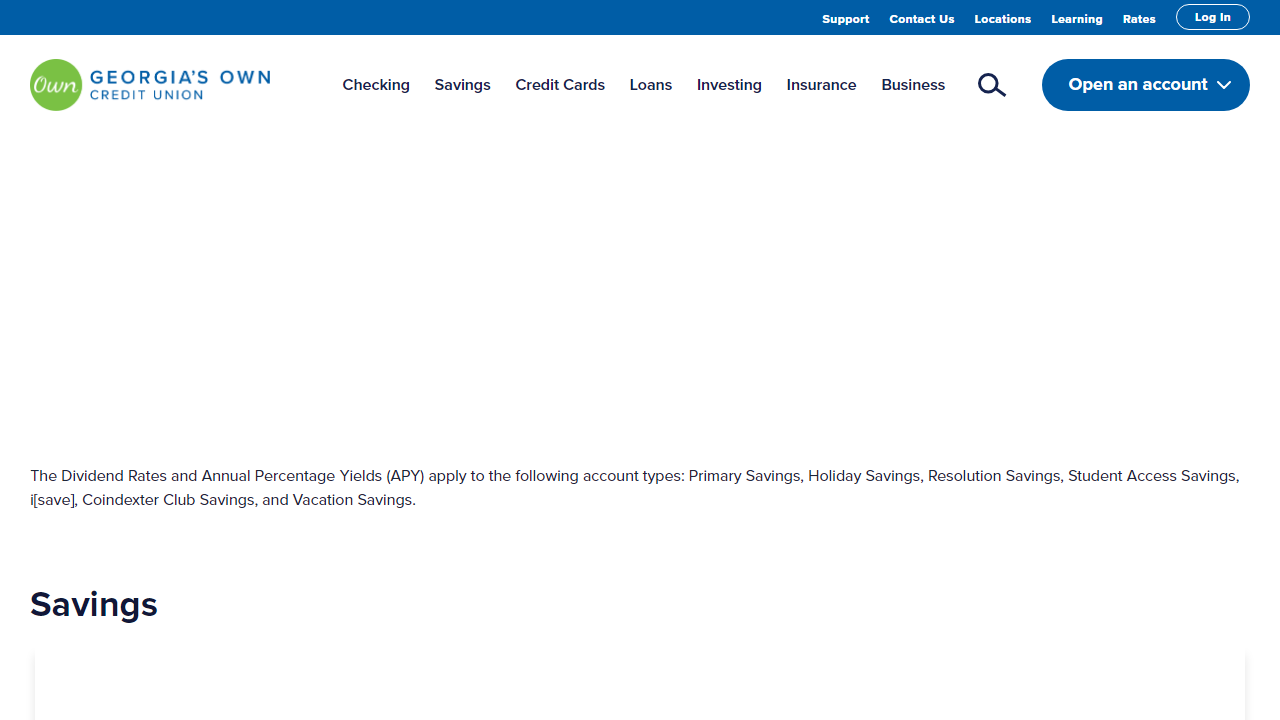 Support Contact Us Locations Learning Rates Log In
Own GEORGIA'S OWN
CREDIT UNION
Checking Savings Credit Cards Loans Investing Insurance Business Open an account
The Dividend Rates and Annual Percentage Yields (APY) apply to the following account types: Primary Savings, Holiday Savings, Resolution Savings, Student Access Savings,
i[save], Coindexter Club Savings, and Vacation Savings.
Savings